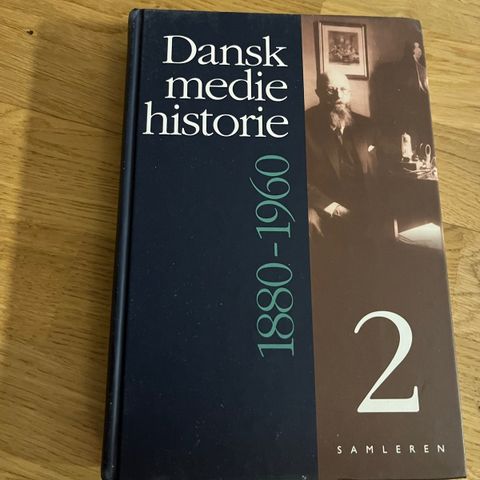 Dansk
medie
historie
1880-1960
2
SAMLEREN